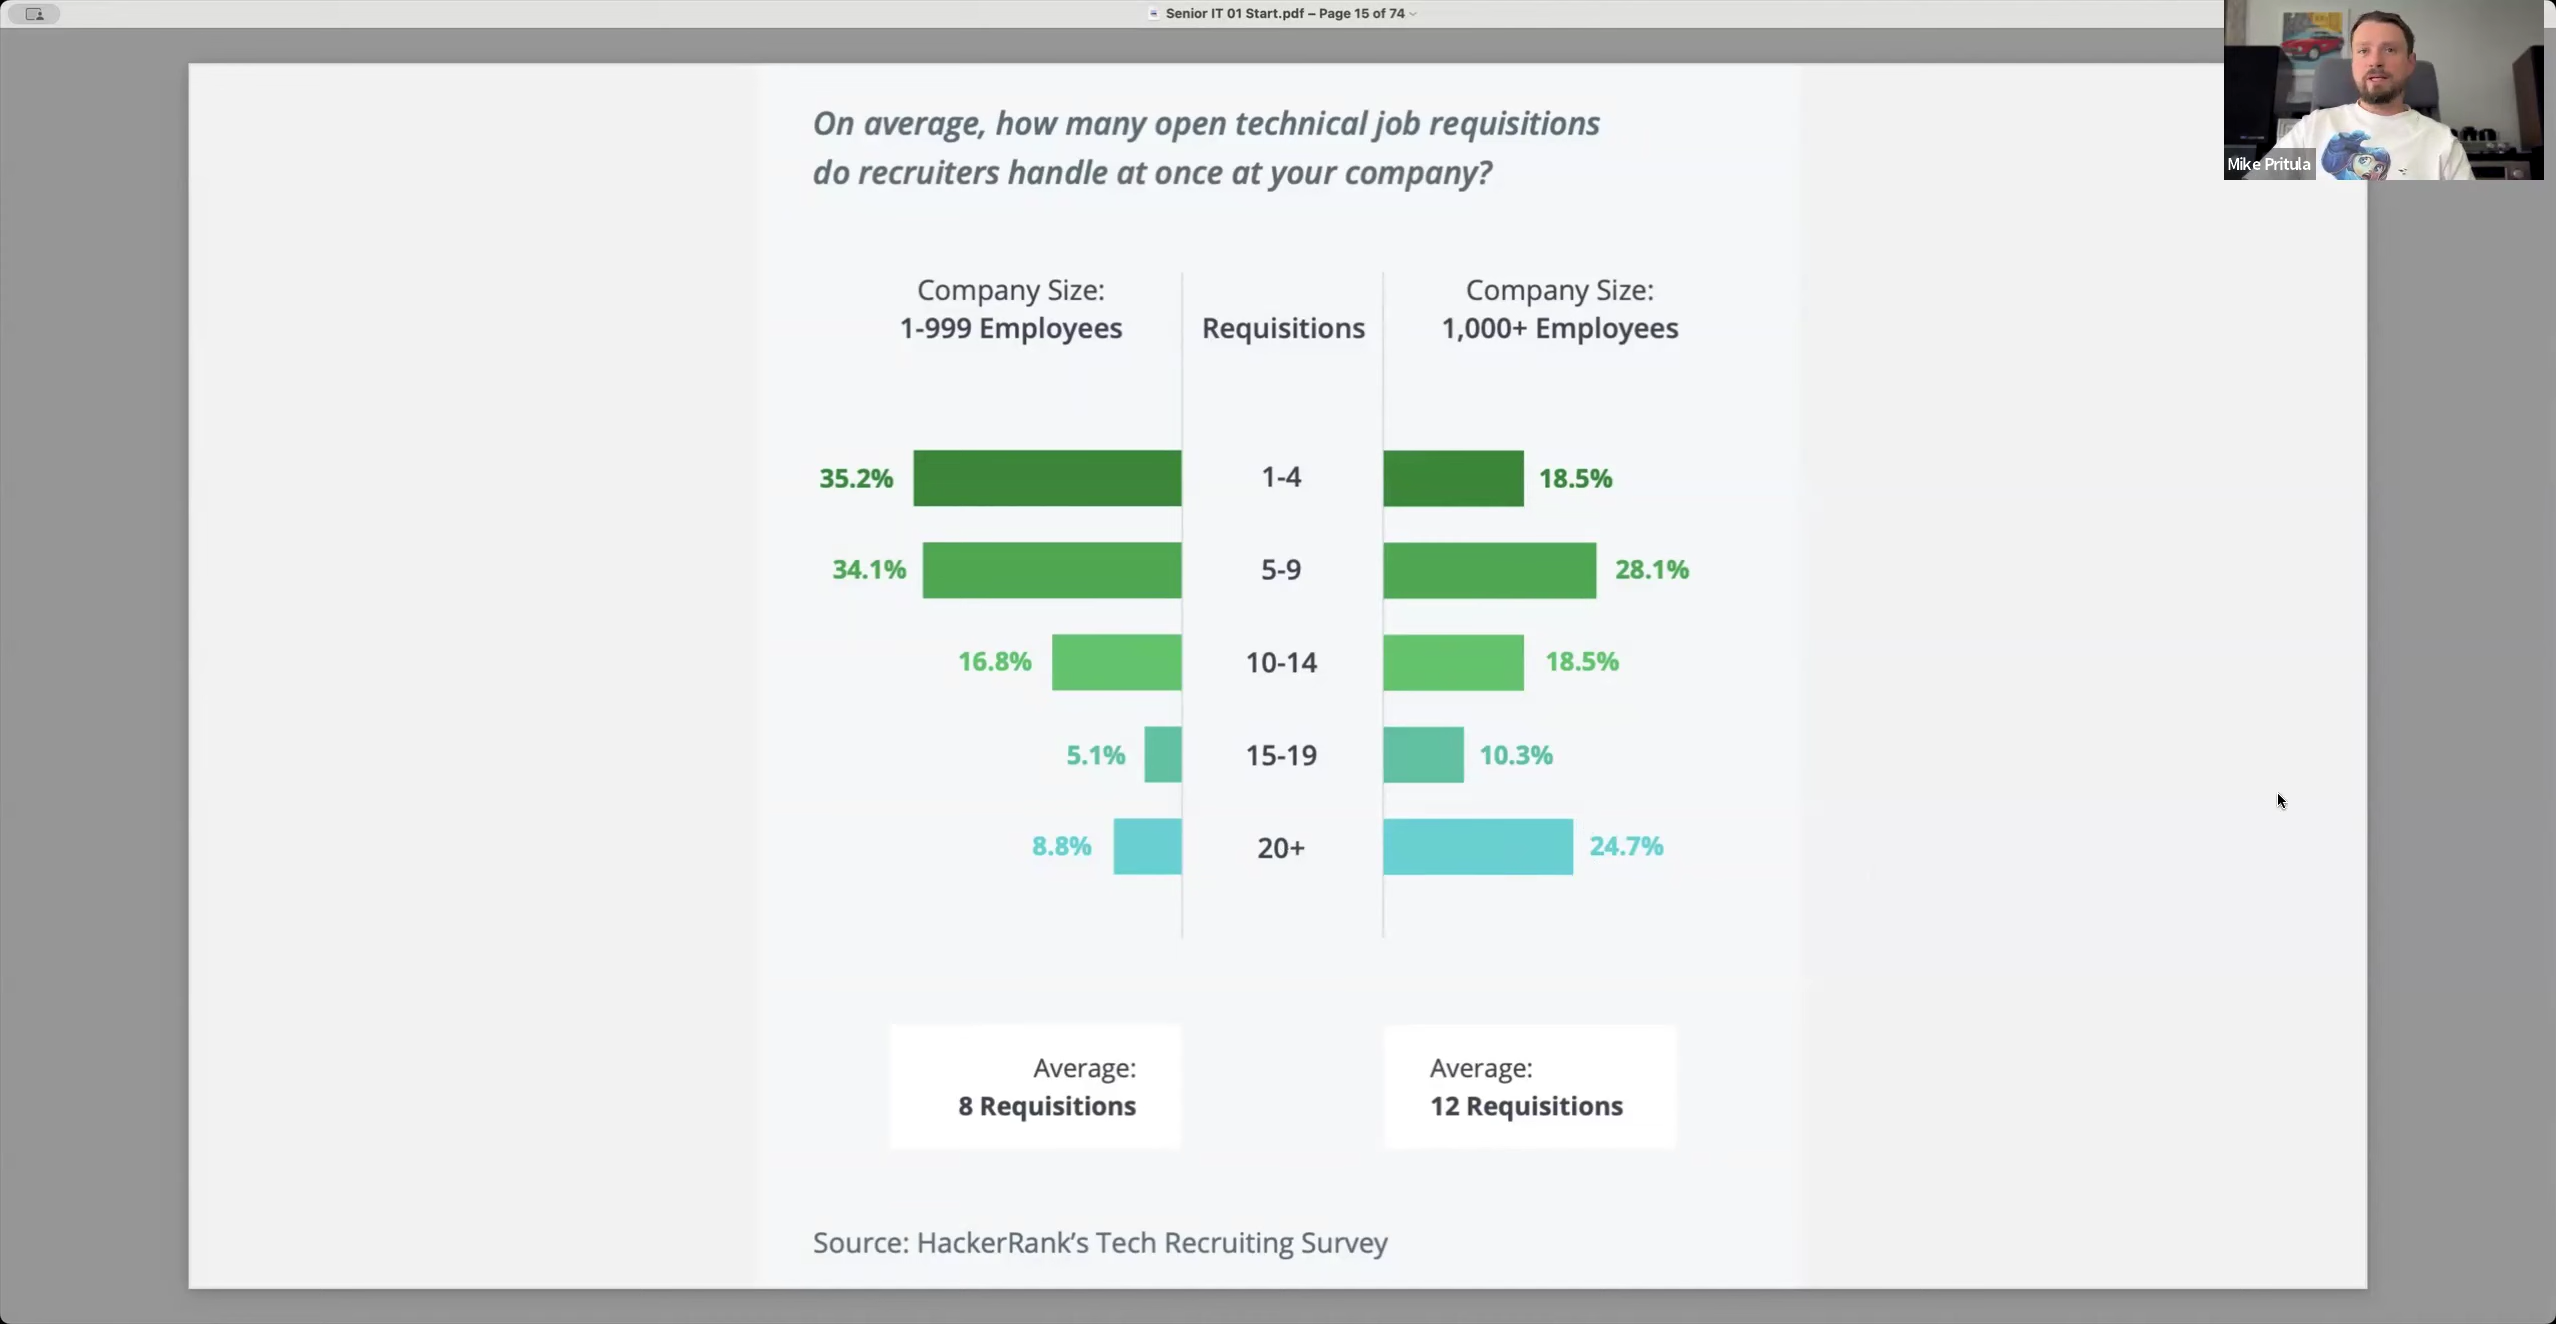 Senior IT 01 Start.pdf – Page 15 of 74
Mike Pritula
On average, how many open technical job requisitions
do recruiters handle at once at your company?
Company Size:
1-999 Employees
Requisitions
Company Size:
1,000+ Employees
35.2% 1-4 18.5%
34.1% 5-9 28.1%
16.8% 10-14 18.5%
5.1% 15-19 10.3%
8.8% 20+ 24.7%
Average:
8 Requisitions
Average:
12 Requisitions
Source: HackerRank’s Tech Recruiting Survey